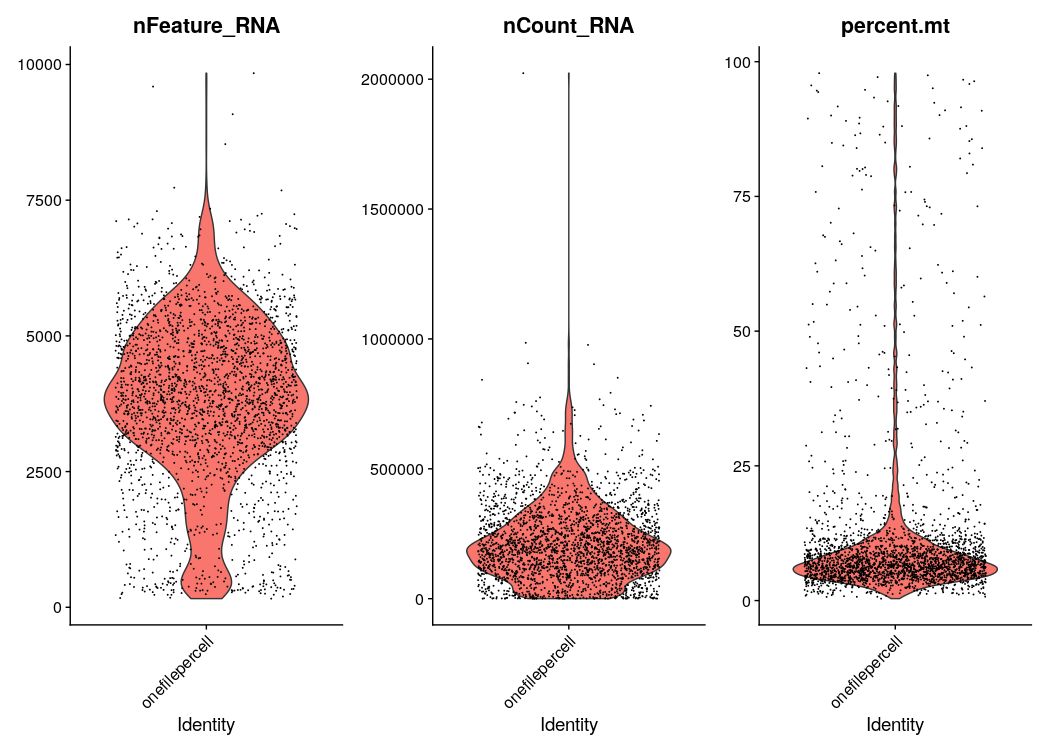 nFeature_RNA
10000
7500
5000
2500
0
onefilepercell
Identity
nCount_RNA
2000000
1500000
1000000
500000
0
onefilepercell
Identity
percent.mt
100
75
50
25
0
onefilepercell
Identity